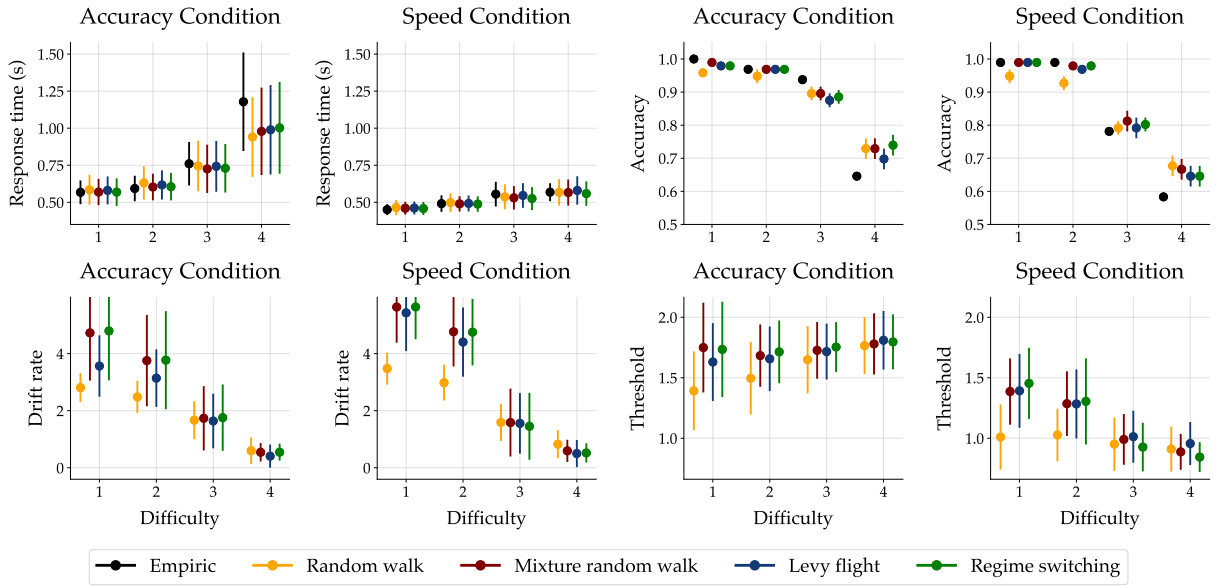 Accuracy Condition
Speed Condition
Accuracy Condition
Speed Condition
Response time (s)
1.50
1.25
1.00
0.75
0.50
1 2 3 4
Response time (s)
1.50
1.25
1.00
0.75
0.50
1 2 3 4
Accuracy
1.0
0.9
0.8
0.7
0.6
0.5
1 2 3 4
Accuracy
1.0
0.9
0.8
0.7
0.6
0.5
1 2 3 4
Accuracy Condition
Speed Condition
Accuracy Condition
Speed Condition
Drift rate
4
2
0
1 2 3 4
Difficulty
Drift rate
4
2
0
1 2 3 4
Difficulty
Threshold
2.0
1.5
1.0
1 2 3 4
Difficulty
Threshold
2.0
1.5
1.0
1 2 3 4
Difficulty
Empiric Random walk Mixture random walk Levy flight Regime switching